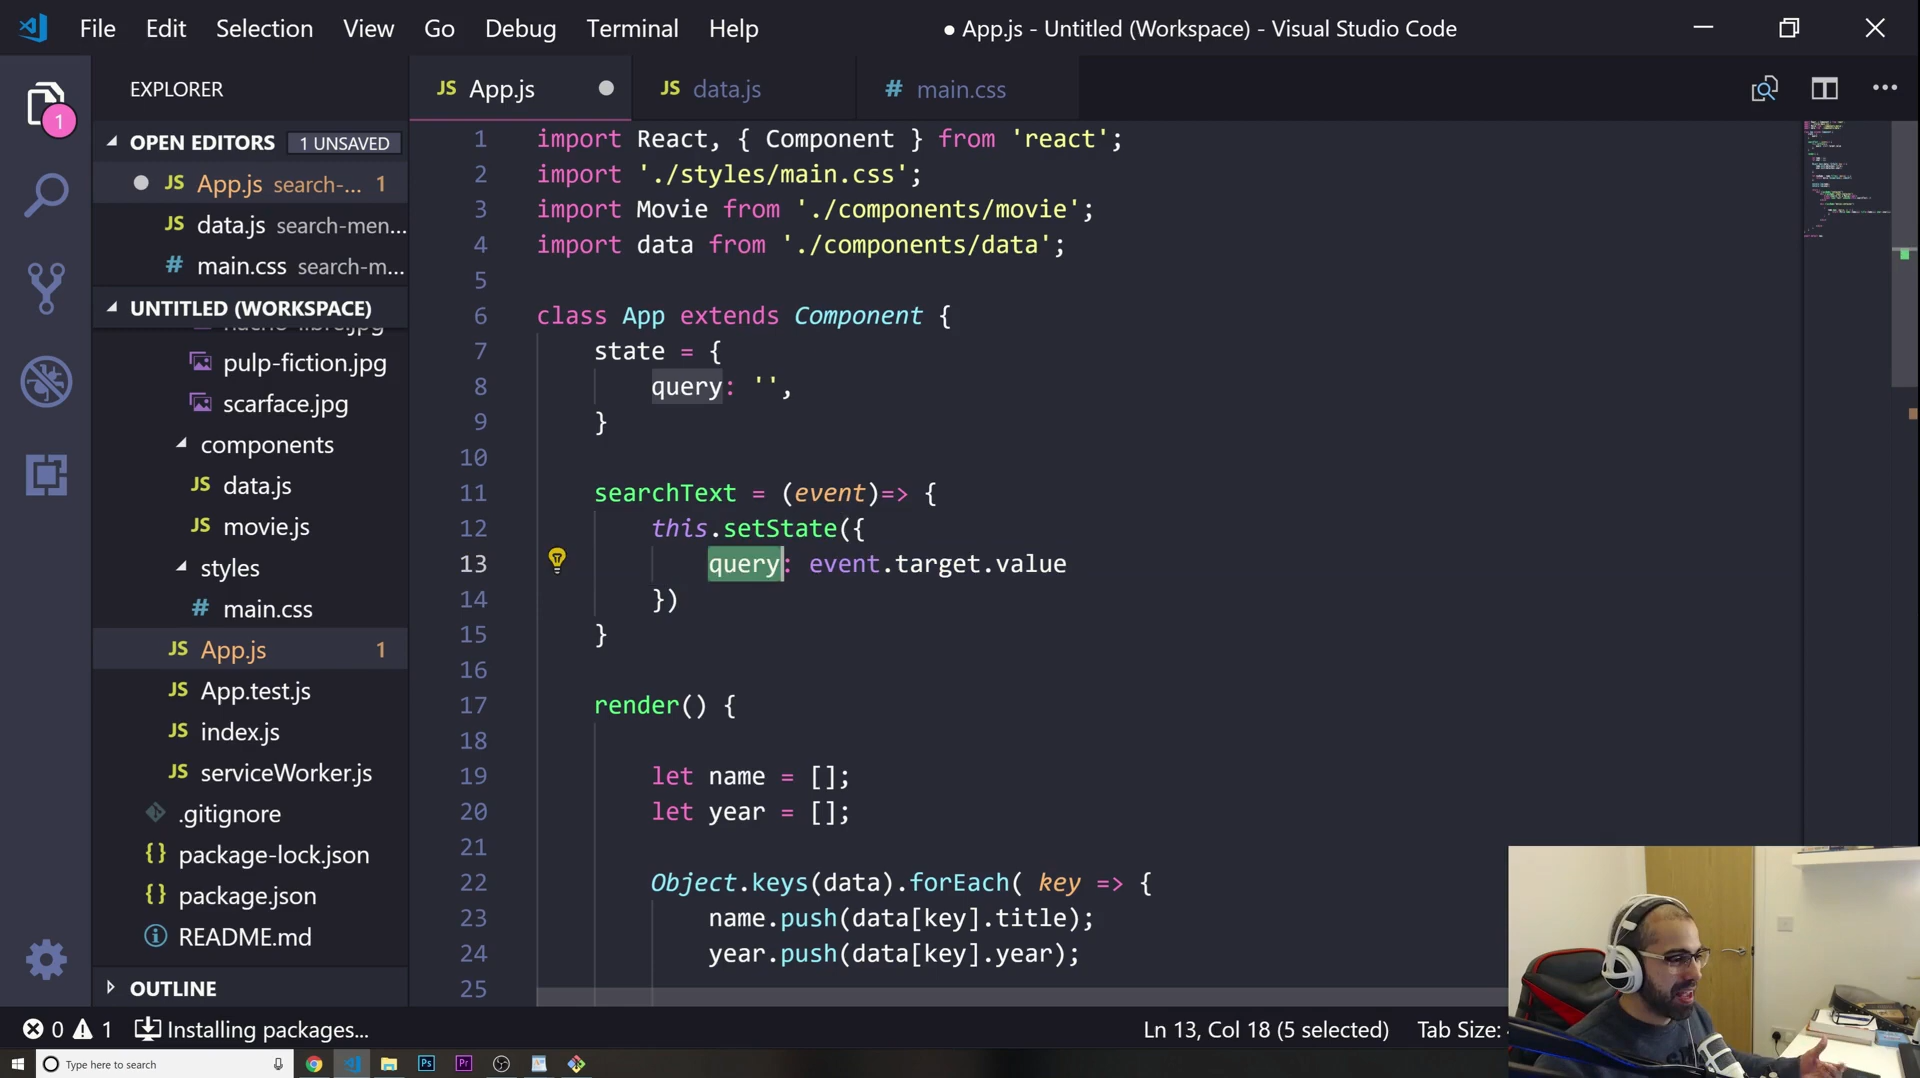 File Edit Selection View Go Debug Terminal Help
● App.js - Untitled (Workspace) - Visual Studio Code
EXPLORER
1
OPEN EDITORS 1 UNSAVED
JS App.js search-... 1
JS data.js search-men...
# main.css search-m...
UNTITLED (WORKSPACE)
pulp-fiction.jpg
scarface.jpg
components
JS data.js
JS movie.js
styles
# main.css
JS App.js 1
JS App.test.js
JS index.js
JS serviceWorker.js
.gitignore
{} package-lock.json
{} package.json
README.md
OUTLINE
JS App.js
JS data.js
# main.css
1 import React, { Component } from 'react';
2 import './styles/main.css';
3 import Movie from './components/movie';
4 import data from './components/data';
5
6 class App extends Component {
7 state = {
8 query: '',
9 }
10
11 searchText = (event)=> {
12 this.setState({
13 query: event.target.value
14 })
15 }
16
17 render() {
18
19 let name = [];
20 let year = [];
21
22 Object.keys(data).forEach( key => {
23 name.push(data[key].title);
24 year.push(data[key].year);
25
0 1 Installing packages...
Ln 13, Col 18 (5 selected) Tab Size:
Type here to search
Ps
Pr